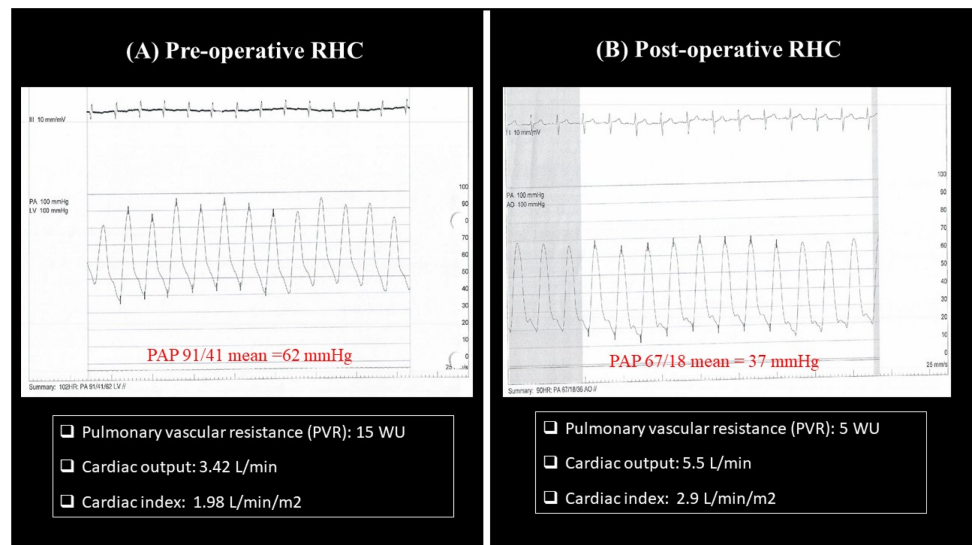 (A) Pre-operative RHC
III 10 mm/mV
PA 100 mmHg
LV 100 mmHg
100
90
80
70
60
50
40
30
20
10
0
PAP 91/41 mean =62 mmHg
25
Summary: 102HR: PA 91/41/62 LV //
❑ Pulmonary vascular resistance (PVR): 15 WU
❑ Cardiac output: 3.42 L/min
❑ Cardiac index: 1.98 L/min/m2
(B) Post-operative RHC
10 mm/mV
PA 100 mmHg
AO 100 mmHg
100
90
80
70
60
50
40
30
20
10
0
PAP 67/18 mean = 37 mmHg
25 mm/s
Summary: 90HR: PA 67/18/36 AO //
❑ Pulmonary vascular resistance (PVR): 5 WU
❑ Cardiac output: 5.5 L/min
❑ Cardiac index: 2.9 L/min/m2